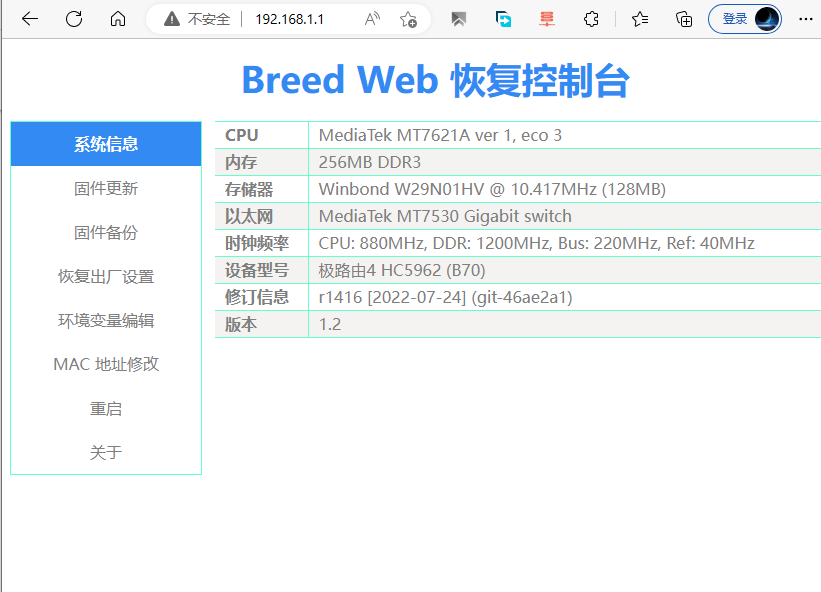 不安全 192.168.1.1 登录
Breed Web 恢复控制台
系统信息
固件更新
固件备份
恢复出厂设置
环境变量编辑
MAC 地址修改
重启
关于
CPU MediaTek MT7621A ver 1, eco 3
内存 256MB DDR3
存储器 Winbond W29N01HV @ 10.417MHz (128MB)
以太网 MediaTek MT7530 Gigabit switch
时钟频率 CPU: 880MHz, DDR: 1200MHz, Bus: 220MHz, Ref: 40MHz
设备型号 极路由4 HC5962 (B70)
修订信息 r1416 [2022-07-24] (git-46ae2a1)
版本 1.2